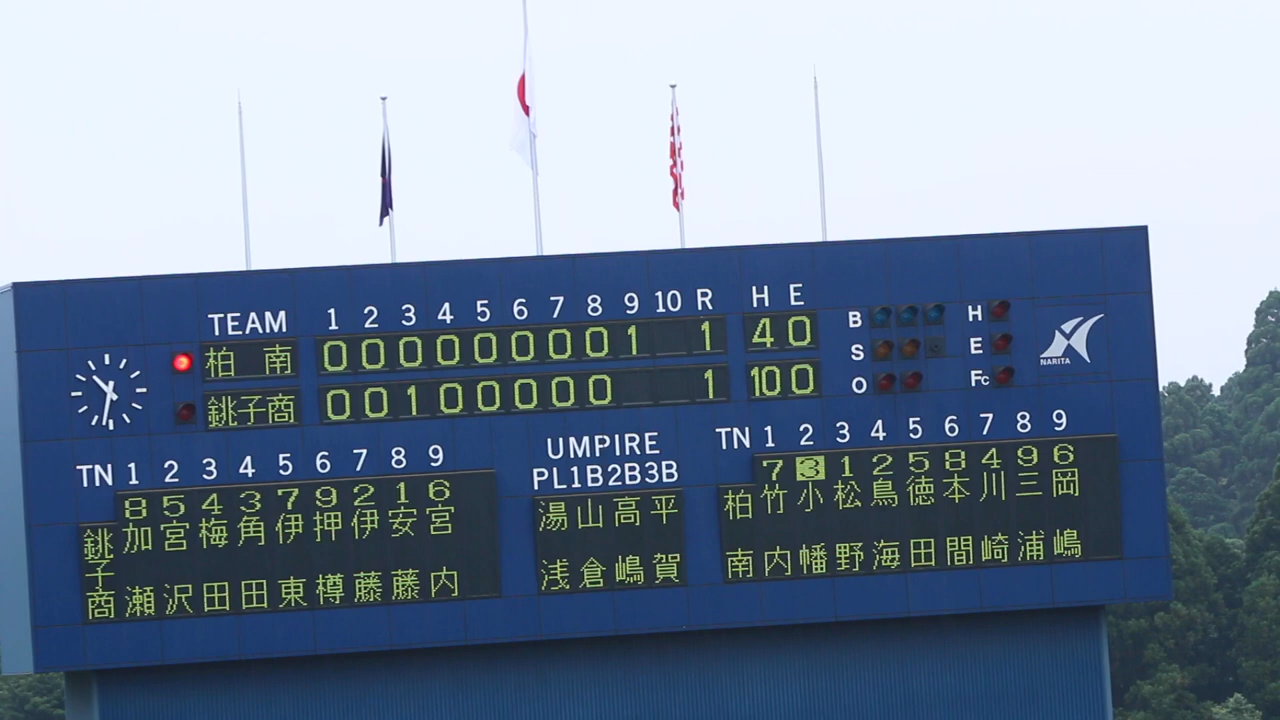 TEAM 1 2 3 4 5 6 7 8 9 10 R H E
柏南 0 0 0 0 0 0 0 0 1 1 4 0
銚子商 0 0 1 0 0 0 0 0 1 10 0
B H
S E
O Fc
NARITA
TN 1 2 3 4 5 6 7 8 9
8 5 4 3 7 9 2 1 6
銚子商 加瀬 宮沢 梅田 角田 伊東 押樽 伊藤 安藤 宮内
UMPIRE
PL 1B 2B 3B
湯浅 山倉 高嶋 平賀
TN 1 2 3 4 5 6 7 8 9
7 3 1 2 5 8 4 9 6
柏南 竹内 小幡 松野 鳥海 徳田 本間 川崎 三浦 岡嶋